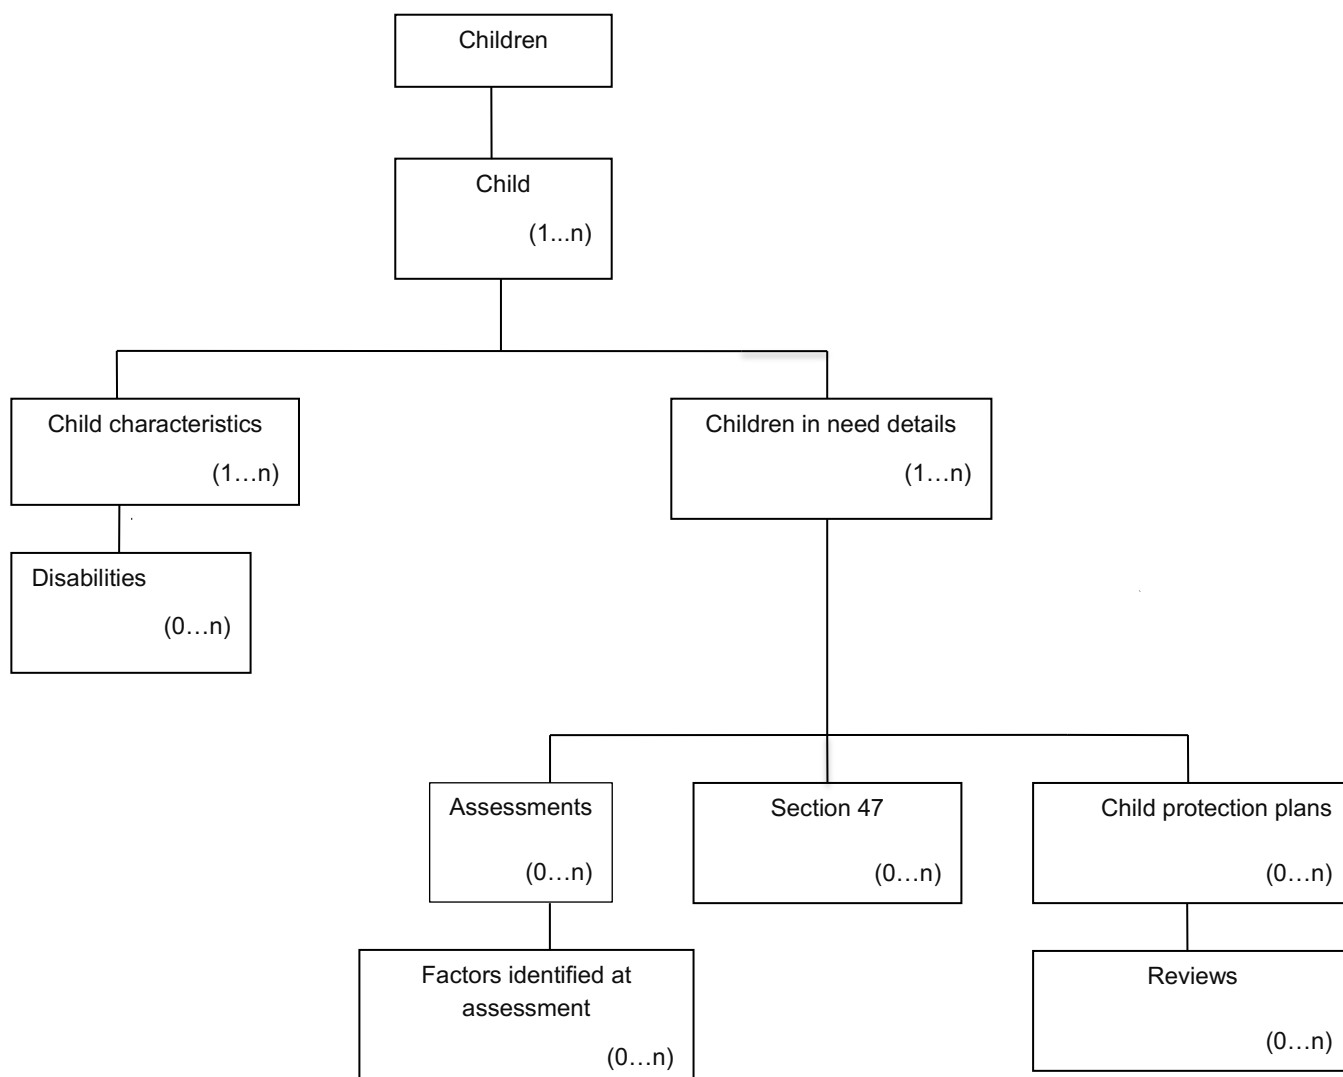 Children
Child
(1...n)
Child characteristics
(1…n)
Children in need details
(1…n)
Disabilities
(0…n)
Assessments
(0…n)
Section 47
(0…n)
Child protection plans
(0…n)
Factors identified at
assessment
(0…n)
Reviews
(0…n)